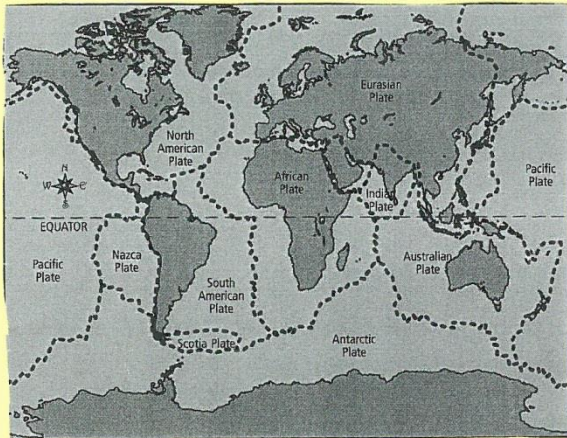 Eurasian
Plate
North
American
Plate
African
Plate
Indian
Plate
Pacific
Plate
N
W
E
S
EQUATOR
Pacific
Plate
Nazca
Plate
South
American
Plate
Australian
Plate
Scotia Plate
Antarctic
Plate